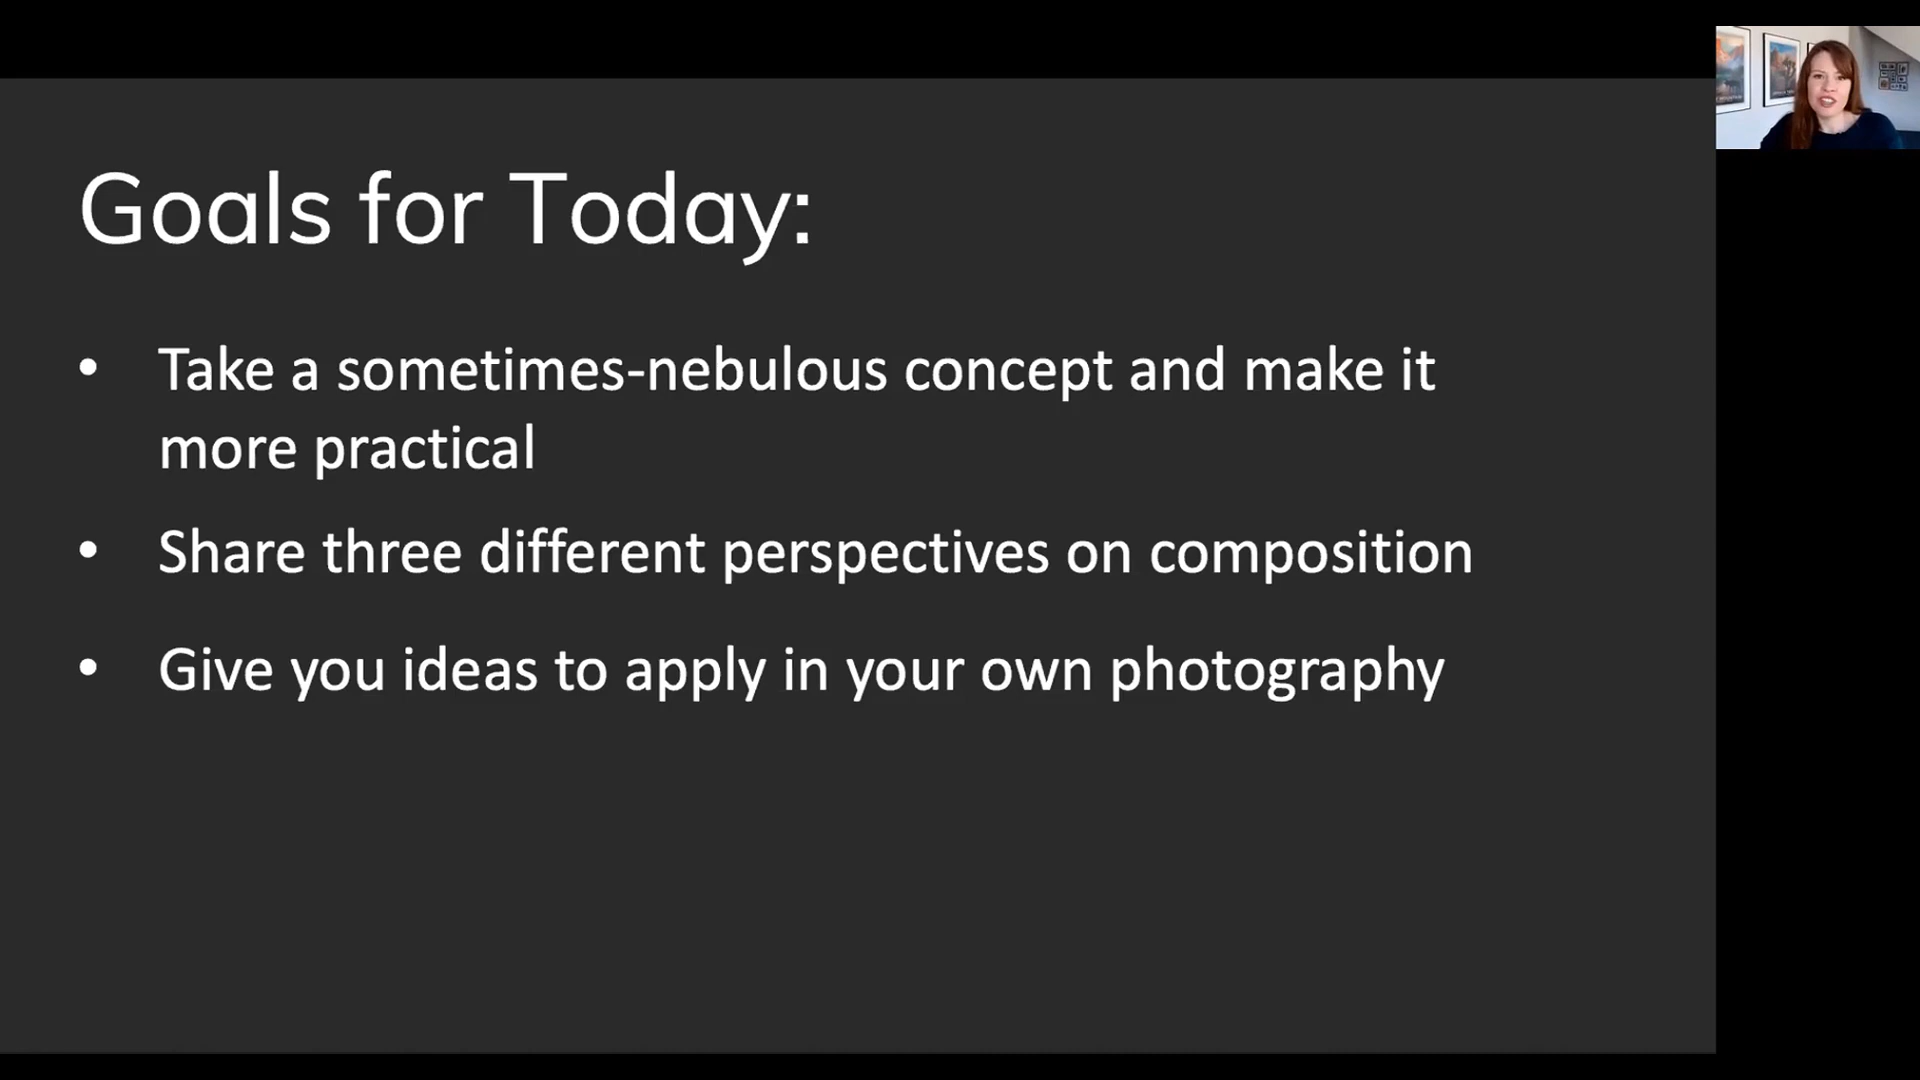 Goals for Today:
• Take a sometimes-nebulous concept and make it
more practical
• Share three different perspectives on composition
• Give you ideas to apply in your own photography